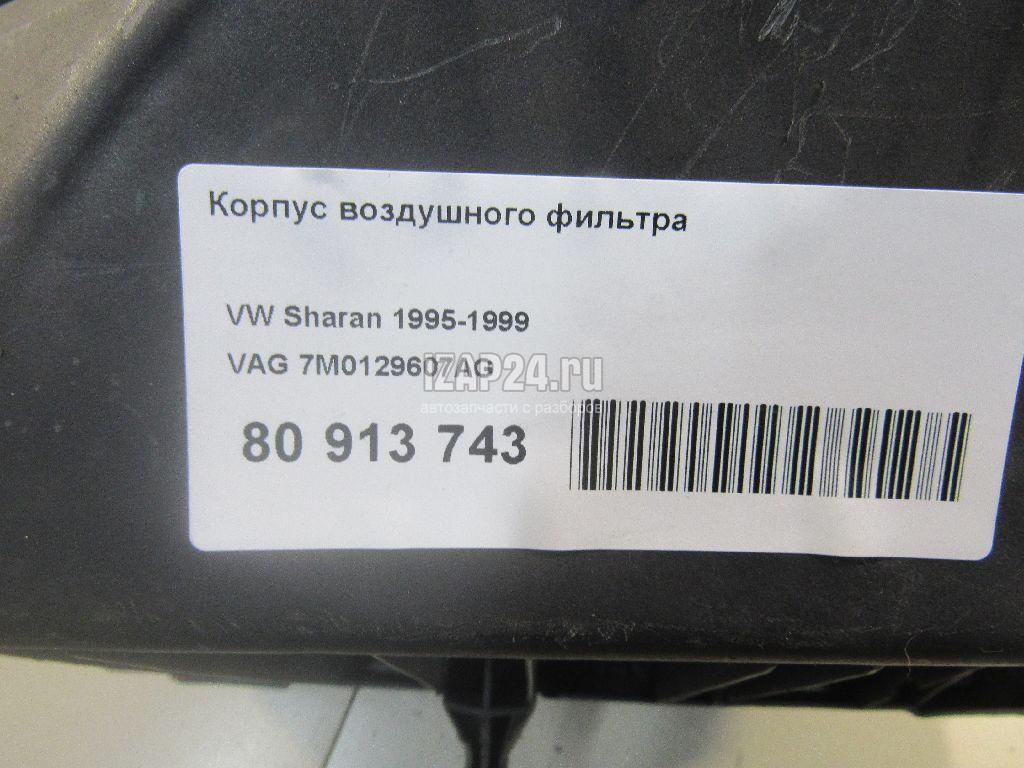 Корпус воздушного фильтра
VW Sharan 1995-1999
VAG 7M0129607AG
IZAP24.ru
автозапчасти с разборов
80 913 743